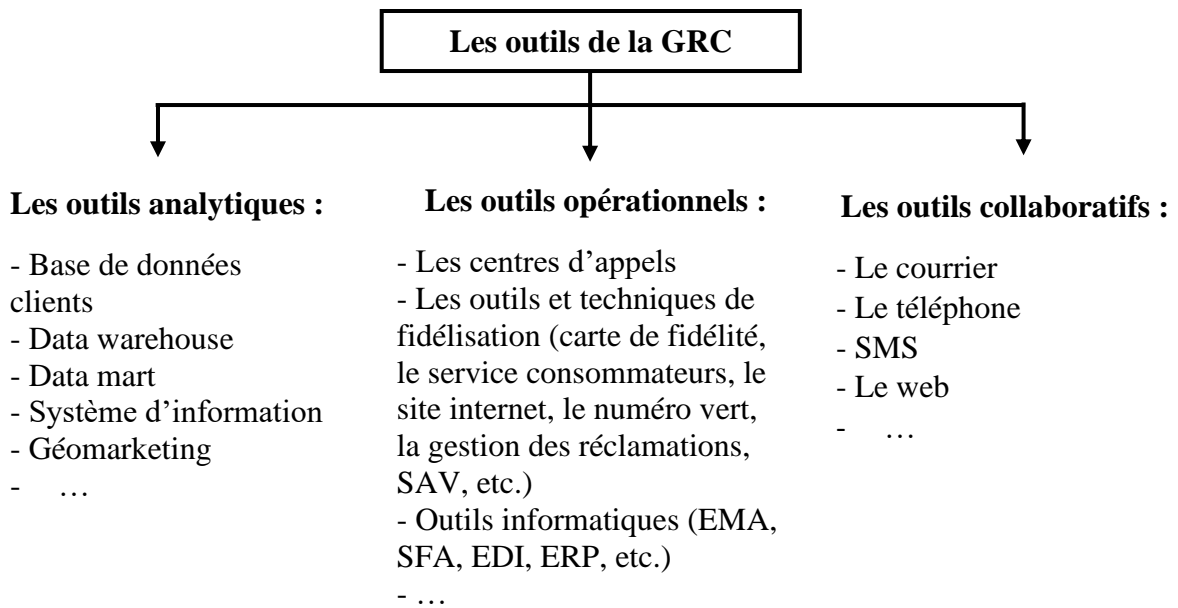 Les outils de la GRC
Les outils analytiques :
- Base de données
clients
- Data warehouse
- Data mart
- Système d’information
- Géomarketing
- …
Les outils opérationnels :
- Les centres d’appels
- Les outils et techniques de
fidélisation (carte de fidélité,
le service consommateurs, le
site internet, le numéro vert,
la gestion des réclamations,
SAV, etc.)
- Outils informatiques (EMA,
SFA, EDI, ERP, etc.)
- …
Les outils collaboratifs :
- Le courrier
- Le téléphone
- SMS
- Le web
- …